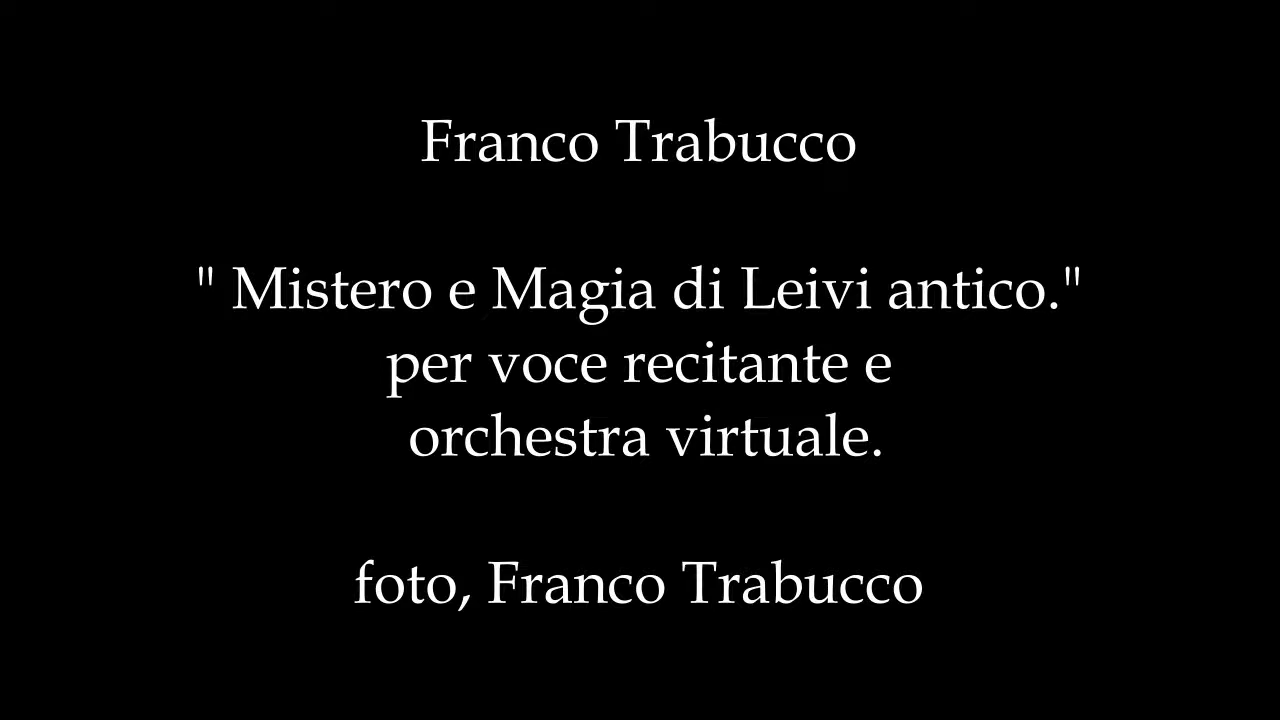 Franco Trabucco
" Mistero e Magia di Leivi antico."
per voce recitante e
orchestra virtuale.
foto, Franco Trabucco